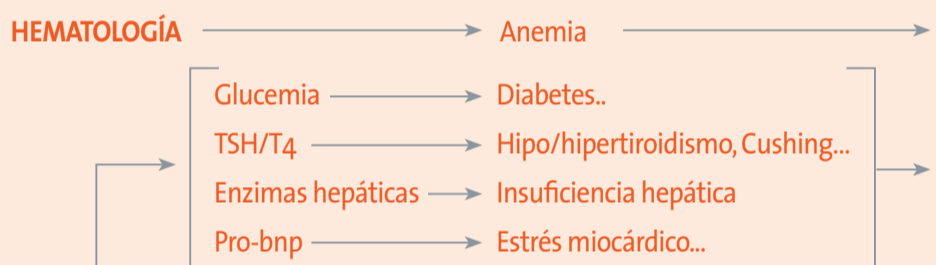 HEMATOLOGÍA Anemia
Glucemia Diabetes..
TSH/T4 Hipo/hipertiroidismo, Cushing...
Enzimas hepáticas Insuficiencia hepática
Pro-bnp Estrés miocárdico...